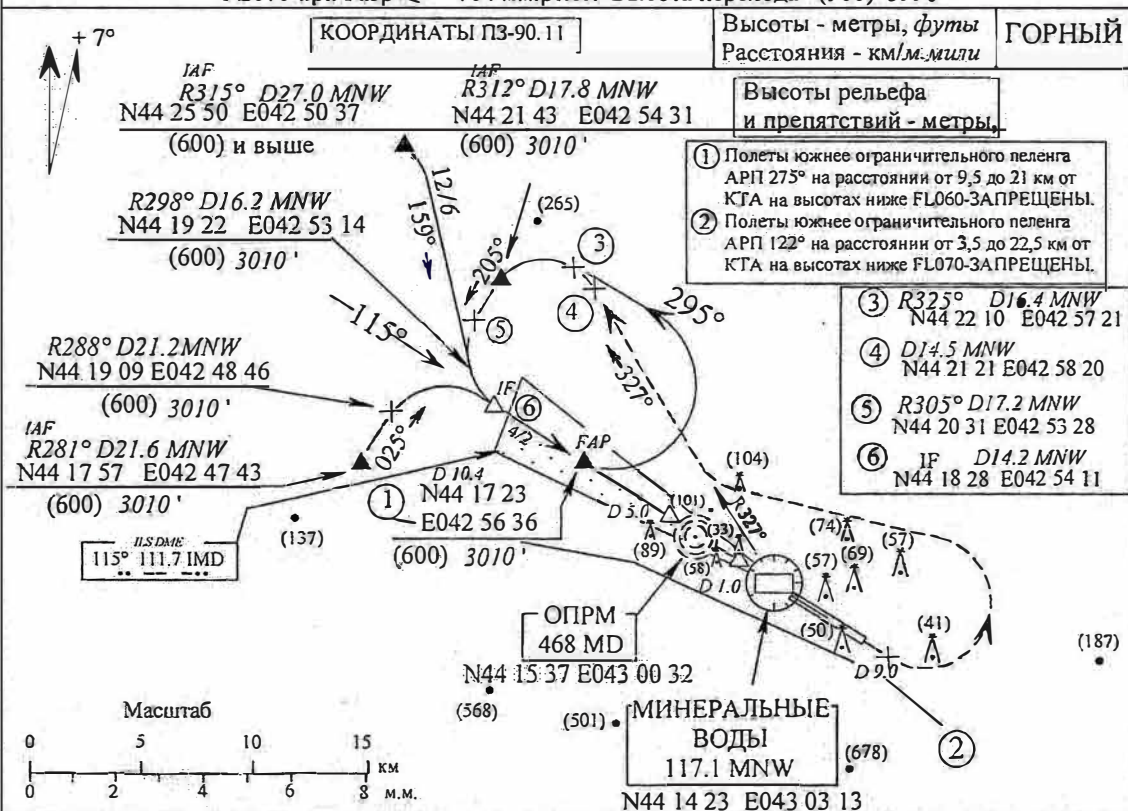 + 7°
КООРДИНАТЫ ПЗ-90.11
Высоты - метры, футы
Расстояния - км/м.мили
ГОРНЫЙ
Высоты рельефа
и препятствий - метры,
IAF
R315° D27.0 MNW
N44 25 50 E042 50 37
(600) и выше
IAF
R312° D17.8 MNW
N44 21 43 E042 54 31
(600) 3010 '
① Полеты южнее ограничительного пеленга
АРП 275° на расстоянии от 9,5 до 21 км от
КТА на высотах ниже FL060-ЗАПРЕЩЕНЫ.
② Полеты южнее ограничительного пеленга
АРП 122° на расстоянии от 3,5 до 22,5 км от
КТА на высотах ниже FL070-ЗАПРЕЩЕНЫ.
R298° D16.2 MNW
N44 19 22 E042 53 14
(600) 3010 '
12/6
159°
205°
(265)
③
④
⑤
295°
115°
327°
③ R325° D16.4 MNW
N44 22 10 E042 57 21
④ D14.5 MNW
N44 21 21 E042 58 20
⑤ R305° D17.2 MNW
N44 20 31 E042 53 28
⑥ IF D14.2 MNW
N44 18 28 E042 54 11
R288° D21.2MNW
N44 19 09 E042 48 46
(600) 3010 '
IF
⑥
4/2
FAP
025°
IAF
R281° D21.6 MNW
N44 17 57 E042 47 43
(600) 3010 '
D 10.4
N44 17 23
E042 56 36
(600) 3010 '
①
D 5.0
(101)
(104)
R327°
(33)
(89)
(58)
D 1.0
(74)
(57)
(57)
(69)
(50)
(41)
D 9.0
(187)
(137)
ILS DME
115° 111.7 IMD
ОПРМ
468 MD
N44 15 37 E043 00 32
(568)
(501)
(678)
②
МИНЕРАЛЬНЫЕ
ВОДЫ
117.1 MNW
N44 14 23 E043 03 13
Масштаб
0 5 10 15 км
0 2 4 6 8 м.м.